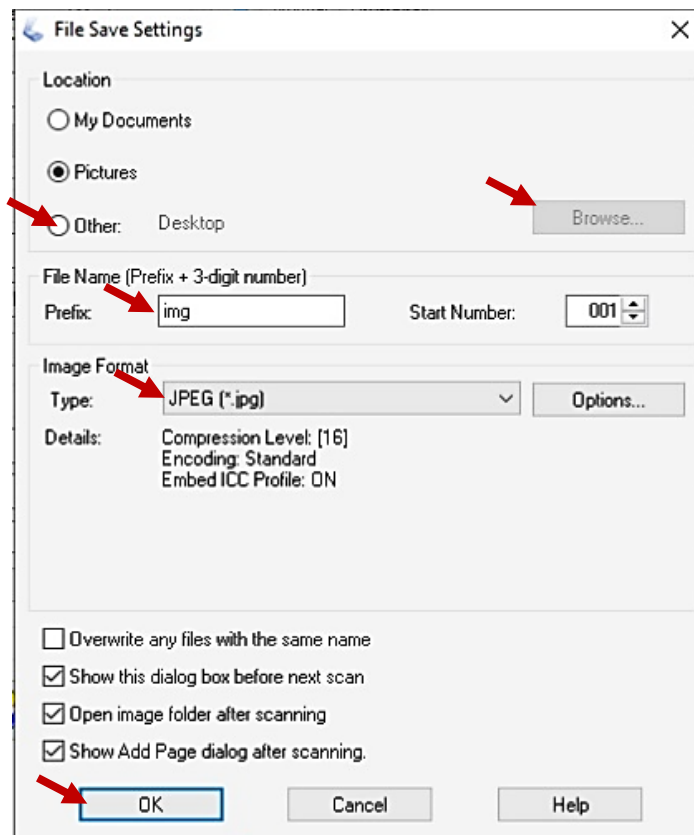 File Save Settings
Location
My Documents
Pictures
Other: Desktop Browse...
File Name (Prefix + 3-digit number)
Prefix: img Start Number: 001
Image Format
Type: JPEG (*.jpg) Options...
Details: Compression Level: [16]
Encoding: Standard
Embed ICC Profile: ON
Overwrite any files with the same name
Show this dialog box before next scan
Open image folder after scanning
Show Add Page dialog after scanning.
OK Cancel Help